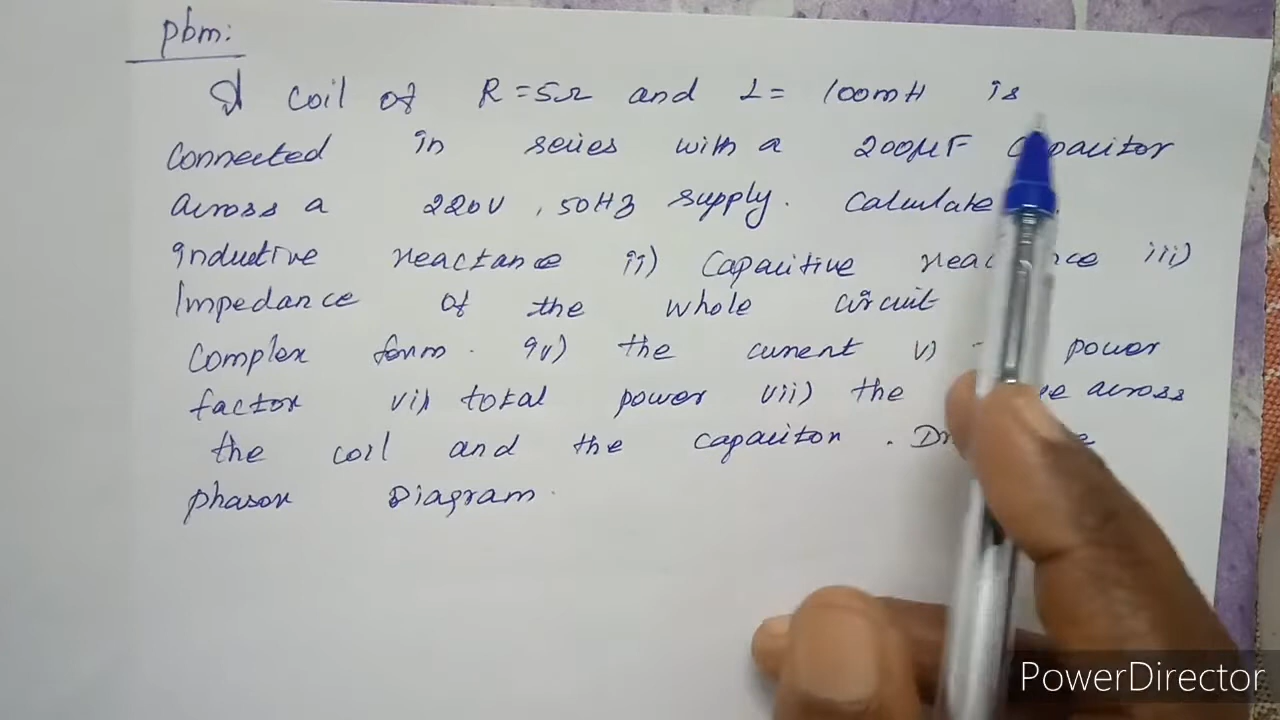 pbm:
A coil of R=5Ω and L= 100mH is
connected in series with a 200μF capacitor
across a 220V, 50Hz supply. Calculate
inductive reactance ii) capacitive reactance iii)
Impedance of the whole circuit
complex form. iv) the current v) power
factor vi) total power vii) the across
the coil and the capacitor. 
phasor Diagram.
PowerDirector